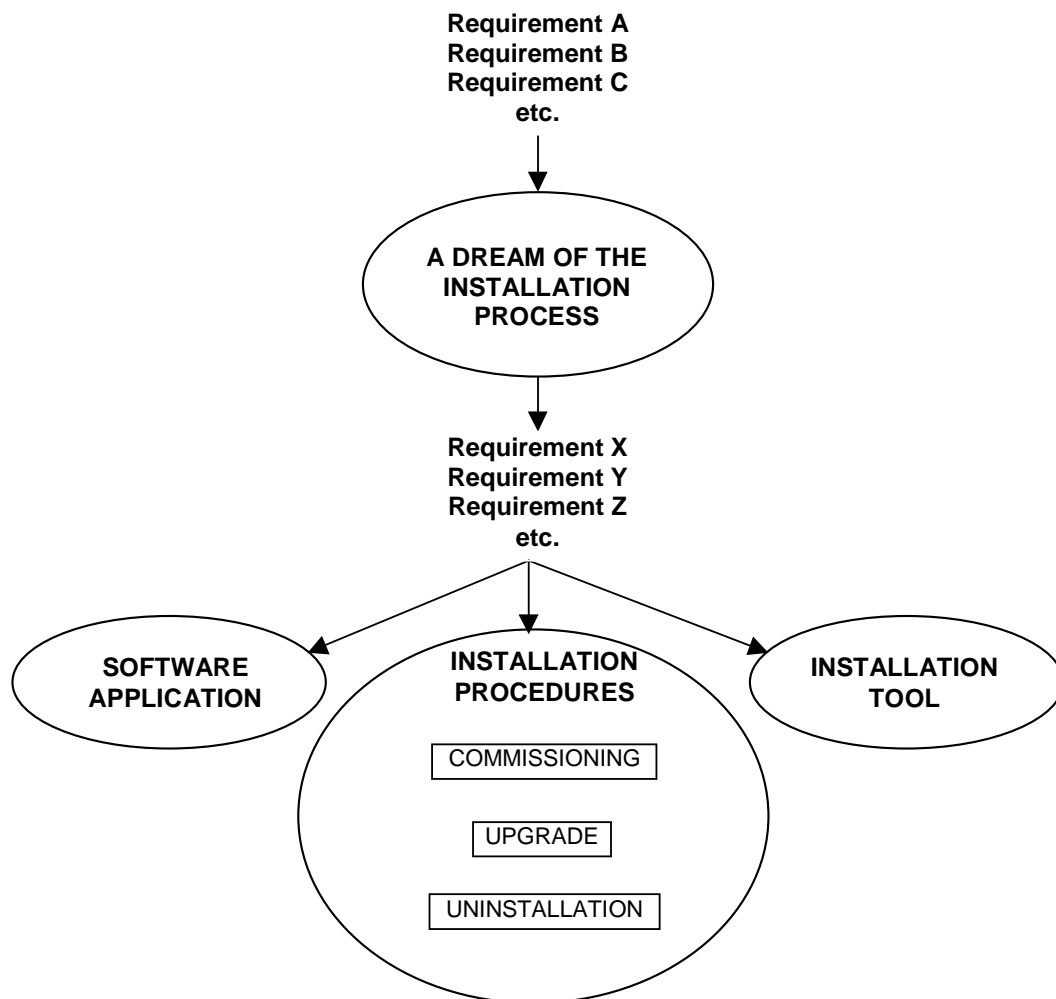 Requirement A
Requirement B
Requirement C
etc.
A DREAM OF THE
INSTALLATION
PROCESS
Requirement X
Requirement Y
Requirement Z
etc.
SOFTWARE
APPLICATION
INSTALLATION
PROCEDURES
COMMISSIONING
UPGRADE
UNINSTALLATION
INSTALLATION
TOOL